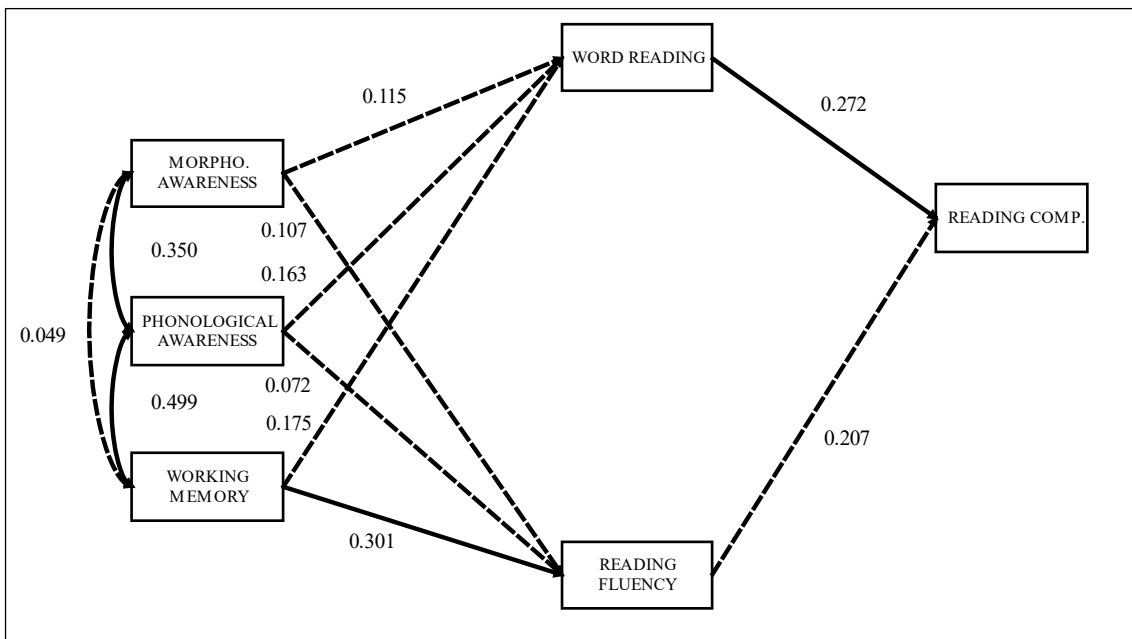 WORD READING
0.115
0.272
MORPHO.
AWARENESS
READING COMP.
0.107
0.350
0.163
PHONOLOGICAL
AWARENESS
0.049
0.072
0.499
0.175
0.207
WORKING
MEMORY
0.301
READING
FLUENCY